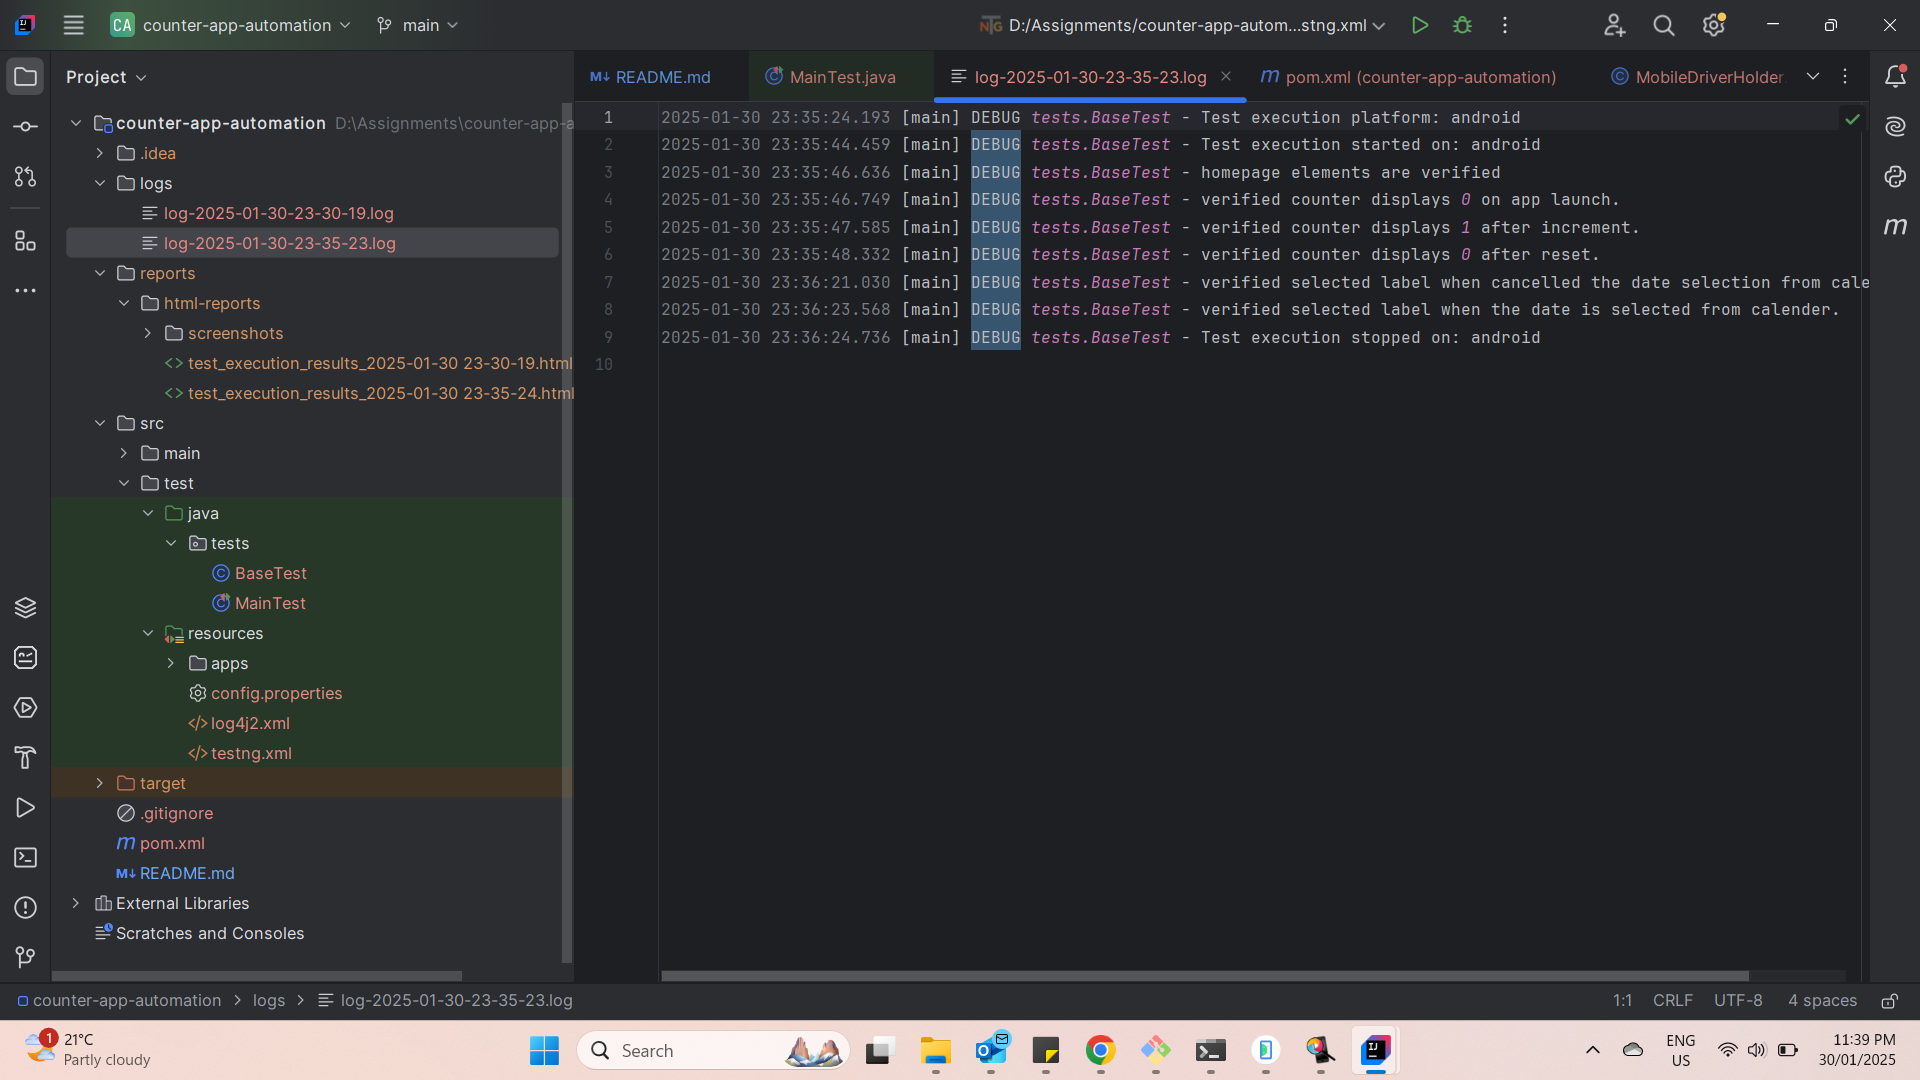 CA counter-app-automation main D:/Assignments/counter-app-autom...stng.xml
Project
README.md MainTest.java log-2025-01-30-23-35-23.log pom.xml (counter-app-automation) MobileDriverHolder
counter-app-automation D:\Assignments\counter-app-a
.idea
logs
log-2025-01-30-23-30-19.log
log-2025-01-30-23-35-23.log
reports
html-reports
screenshots
test_execution_results_2025-01-30 23-30-19.html
test_execution_results_2025-01-30 23-35-24.html
src
main
test
java
tests
BaseTest
MainTest
resources
apps
config.properties
log4j2.xml
testng.xml
target
.gitignore
pom.xml
README.md
External Libraries
Scratches and Consoles
1 2025-01-30 23:35:24.193 [main] DEBUG tests.BaseTest - Test execution platform: android
2 2025-01-30 23:35:44.459 [main] DEBUG tests.BaseTest - Test execution started on: android
3 2025-01-30 23:35:46.636 [main] DEBUG tests.BaseTest - homepage elements are verified
4 2025-01-30 23:35:46.749 [main] DEBUG tests.BaseTest - verified counter displays 0 on app launch.
5 2025-01-30 23:35:47.585 [main] DEBUG tests.BaseTest - verified counter displays 1 after increment.
6 2025-01-30 23:35:48.332 [main] DEBUG tests.BaseTest - verified counter displays 0 after reset.
7 2025-01-30 23:36:21.030 [main] DEBUG tests.BaseTest - verified selected label when cancelled the date selection from cale
8 2025-01-30 23:36:23.568 [main] DEBUG tests.BaseTest - verified selected label when the date is selected from calender.
9 2025-01-30 23:36:24.736 [main] DEBUG tests.BaseTest - Test execution stopped on: android
10
counter-app-automation > logs > log-2025-01-30-23-35-23.log 1:1 CRLF UTF-8 4 spaces
1 21°C
Partly cloudy
Search
ENG
US
11:39 PM
30/01/2025